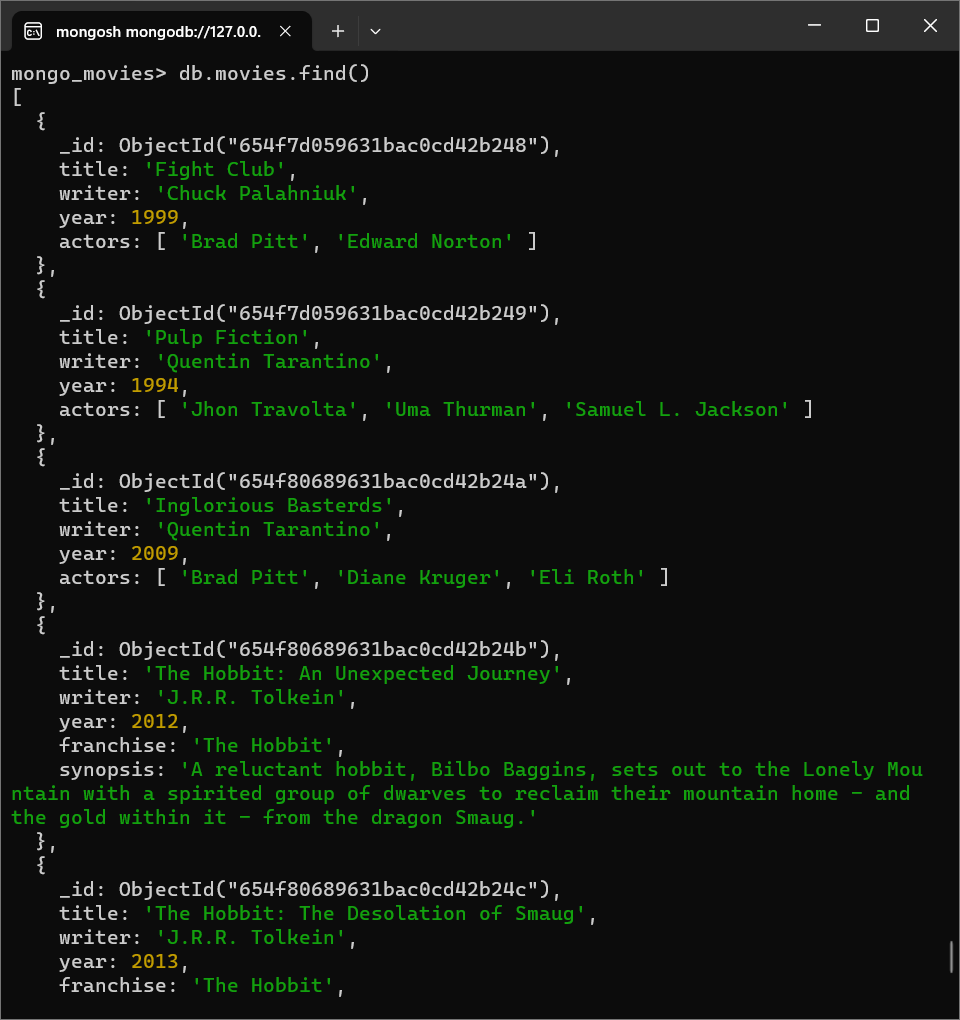 mongosh mongodb://127.0.0.
mongo_movies> db.movies.find()
[
  {
    _id: ObjectId("654f7d059631bac0cd42b248"),
    title: 'Fight Club',
    writer: 'Chuck Palahniuk',
    year: 1999,
    actors: [ 'Brad Pitt', 'Edward Norton' ]
  },
  {
    _id: ObjectId("654f7d059631bac0cd42b249"),
    title: 'Pulp Fiction',
    writer: 'Quentin Tarantino',
    year: 1994,
    actors: [ 'Jhon Travolta', 'Uma Thurman', 'Samuel L. Jackson' ]
  },
  {
    _id: ObjectId("654f80689631bac0cd42b24a"),
    title: 'Inglorious Basterds',
    writer: 'Quentin Tarantino',
    year: 2009,
    actors: [ 'Brad Pitt', 'Diane Kruger', 'Eli Roth' ]
  },
  {
    _id: ObjectId("654f80689631bac0cd42b24b"),
    title: 'The Hobbit: An Unexpected Journey',
    writer: 'J.R.R. Tolkein',
    year: 2012,
    franchise: 'The Hobbit',
    synopsis: 'A reluctant hobbit, Bilbo Baggins, sets out to the Lonely Mou
ntain with a spirited group of dwarves to reclaim their mountain home - and
the gold within it - from the dragon Smaug.'
  },
  {
    _id: ObjectId("654f80689631bac0cd42b24c"),
    title: 'The Hobbit: The Desolation of Smaug',
    writer: 'J.R.R. Tolkein',
    year: 2013,
    franchise: 'The Hobbit',